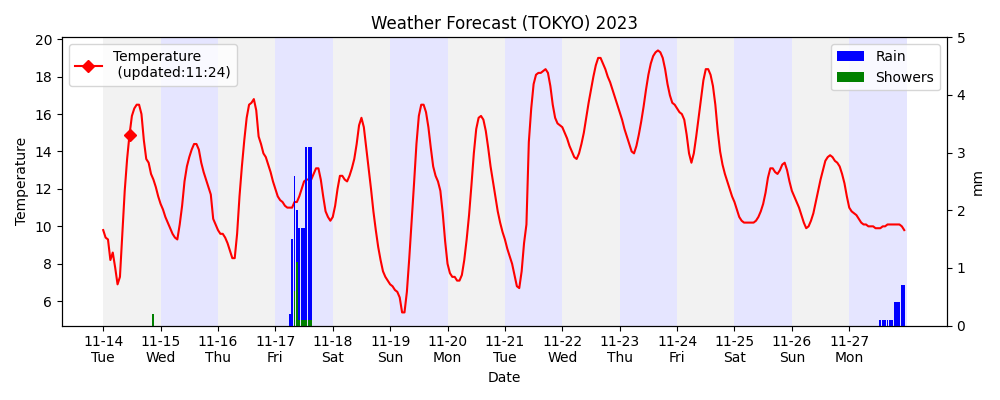 Weather Forecast (TOKYO) 2023
Temperature
(updated:11:24)
Rain
Showers
20
18
16
14
12
10
8
6
Temperature
5
4
3
2
1
0
mm
11-14 11-15 11-16 11-17 11-18 11-19 11-20 11-21 11-22 11-23 11-24 11-25 11-26 11-27
Tue Wed Thu Fri Sat Sun Mon Tue Wed Thu Fri Sat Sun Mon
Date